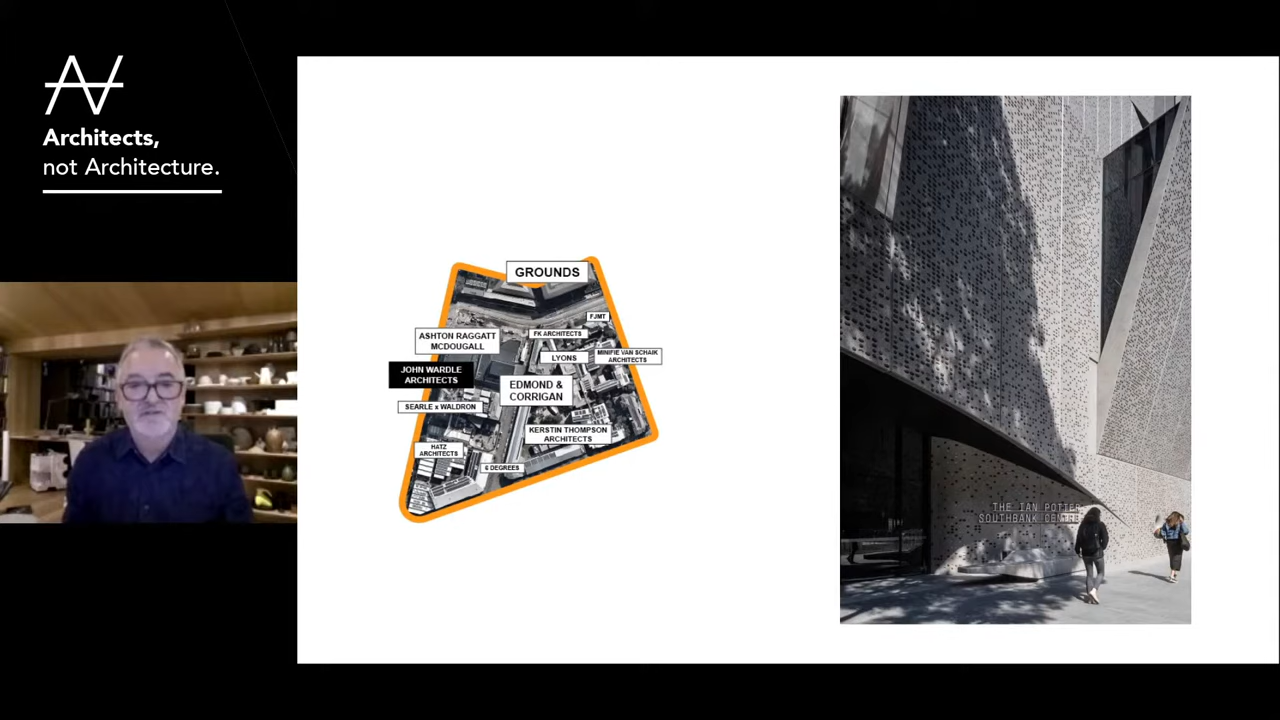 Architects,
not Architecture.
GROUNDS
FJMT
ASHTON RAGGATT
MCDOUGALL
FK ARCHITECTS
LYONS
MINIFIE VAN SCHAIK
ARCHITECTS
JOHN WARDLE
ARCHITECTS
EDMOND &
CORRIGAN
SEARLE x WALDRON
KERSTIN THOMPSON
ARCHITECTS
HATZ
ARCHITECTS
6 DEGREES
THE IAN POTTER
SOUTHBANK CENTRE